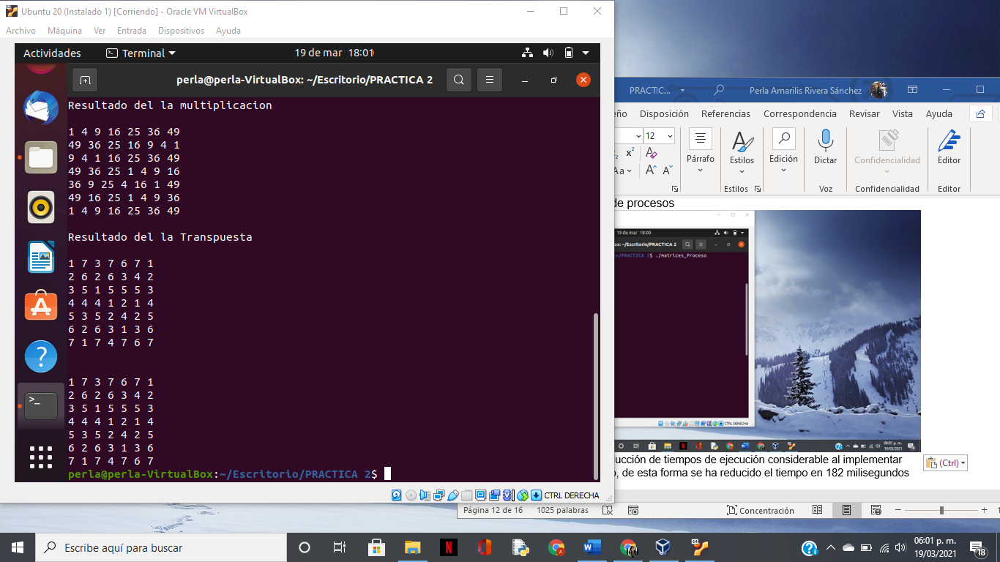 Ubuntu 20 (Instalado 1) [Corriendo] - Oracle VM VirtualBox
Archivo Máquina Ver Entrada Dispositivos Ayuda
Actividades Terminal 19 de mar 18:01
perla@perla-VirtualBox: ~/Escritorio/PRACTICA 2
Resultado del la multiplicacion
1 4 9 16 25 36 49
49 36 25 16 9 4 1
9 4 1 16 25 36 49
49 36 25 1 4 9 16
36 9 25 4 16 1 49
49 16 25 1 4 9 36
1 4 9 16 25 36 49
Resultado del la Transpuesta
1 7 3 7 6 7 1
2 6 2 6 3 4 2
3 5 1 5 5 5 3
4 4 4 1 2 1 4
5 3 5 2 4 2 5
6 2 6 3 1 3 6
7 1 7 4 7 6 7
1 7 3 7 6 7 1
2 6 2 6 3 4 2
3 5 1 5 5 5 3
4 4 4 1 2 1 4
5 3 5 2 4 2 5
6 2 6 3 1 3 6
7 1 7 4 7 6 7
perla@perla-VirtualBox:~/Escritorio/PRACTICA 2$
CTRL DERECHA
PRACTIC... Perla Amarilis Rivera Sánchez
ño Disposición Referencias Correspondencia Revisar Vista Ayuda
12
x²
Aa
Párrafo Estilos Edición Dictar Confidencialidad Editor
Estilos Voz Confidencialidad Editor
de procesos
19 de mar 18:00
Box: ~/Escritorio/PRACTICA 2
io/PRACTICA 2$ ./Matrices_Proceso
CTRL DERECHA
06:01 p. m.
19/03/2021
ucción de tiempos de ejecución considerable al implementar
o, de esta forma se ha reducido el tiempo en 182 milisegundos
(Ctrl)
Página 12 de 16 1025 palabras Concentración
Escribe aquí para buscar
06:01 p. m.
19/03/2021
18